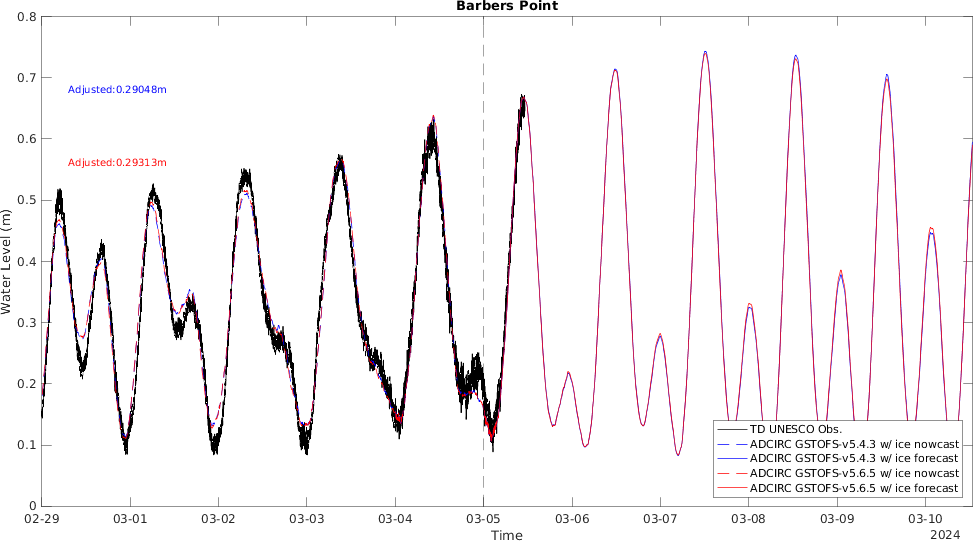 Barbers Point
0.8
0.7
0.6
0.5
0.4
0.3
0.2
0.1
0
Water Level (m)
Adjusted:0.29048m
Adjusted:0.29313m
TD UNESCO Obs.
ADCIRC GSTOFS-v5.4.3 w/ ice nowcast
ADCIRC GSTOFS-v5.4.3 w/ ice forecast
ADCIRC GSTOFS-v5.6.5 w/ ice nowcast
ADCIRC GSTOFS-v5.6.5 w/ ice forecast
02-29 03-01 03-02 03-03 03-04 03-05 03-06 03-07 03-08 03-09 03-10
2024
Time